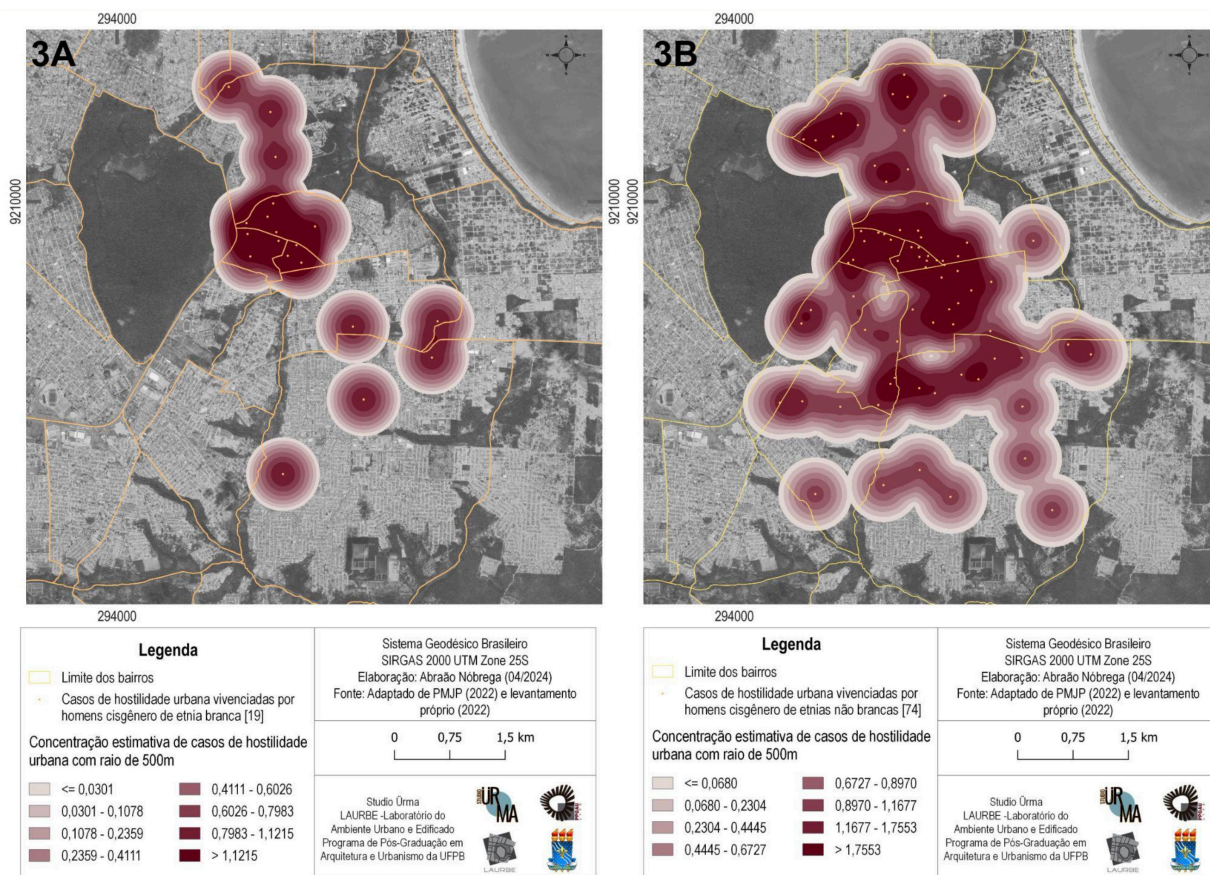 294000
3A
9210000
294000
Legenda
Limite dos bairros
Casos de hostilidade urbana vivenciadas por
homens cisgênero de etnia branca [19]
Concentração estimativa de casos de hostilidade
urbana com raio de 500m
<= 0,0301
0,0301 - 0,1078
0,1078 - 0,2359
0,2359 - 0,4111
0,4111 - 0,6026
0,6026 - 0,7983
0,7983 - 1,1215
> 1,1215
Sistema Geodésico Brasileiro
SIRGAS 2000 UTM Zone 25S
Elaboração: Abraão Nóbrega (04/2024)
Fonte: Adaptado de PMJP (2022) e levantamento
próprio (2022)
0 0,75 1,5 km
Studio Ürma
LAURBE -Laboratório do
Ambiente Urbano e Edificado
Programa de Pós-Graduação em
Arquitetura e Urbanismo da UFPB
STUDIO
ÜR
MA
LAURBE
294000
3B
9210000
294000
Legenda
Limite dos bairros
Casos de hostilidade urbana vivenciadas por
homens cisgênero de etnias não brancas [74]
Concentração estimativa de casos de hostilidade
urbana com raio de 500m
<= 0,0680
0,0680 - 0,2304
0,2304 - 0,4445
0,4445 - 0,6727
0,6727 - 0,8970
0,8970 - 1,1677
1,1677 - 1,7553
> 1,7553
Sistema Geodésico Brasileiro
SIRGAS 2000 UTM Zone 25S
Elaboração: Abraão Nóbrega (04/2024)
Fonte: Adaptado de PMJP (2022) e levantamento
próprio (2022)
0 0,75 1,5 km
Studio Ürma
LAURBE -Laboratório do
Ambiente Urbano e Edificado
Programa de Pós-Graduação em
Arquitetura e Urbanismo da UFPB
STUDIO
ÜR
MA
LAURBE